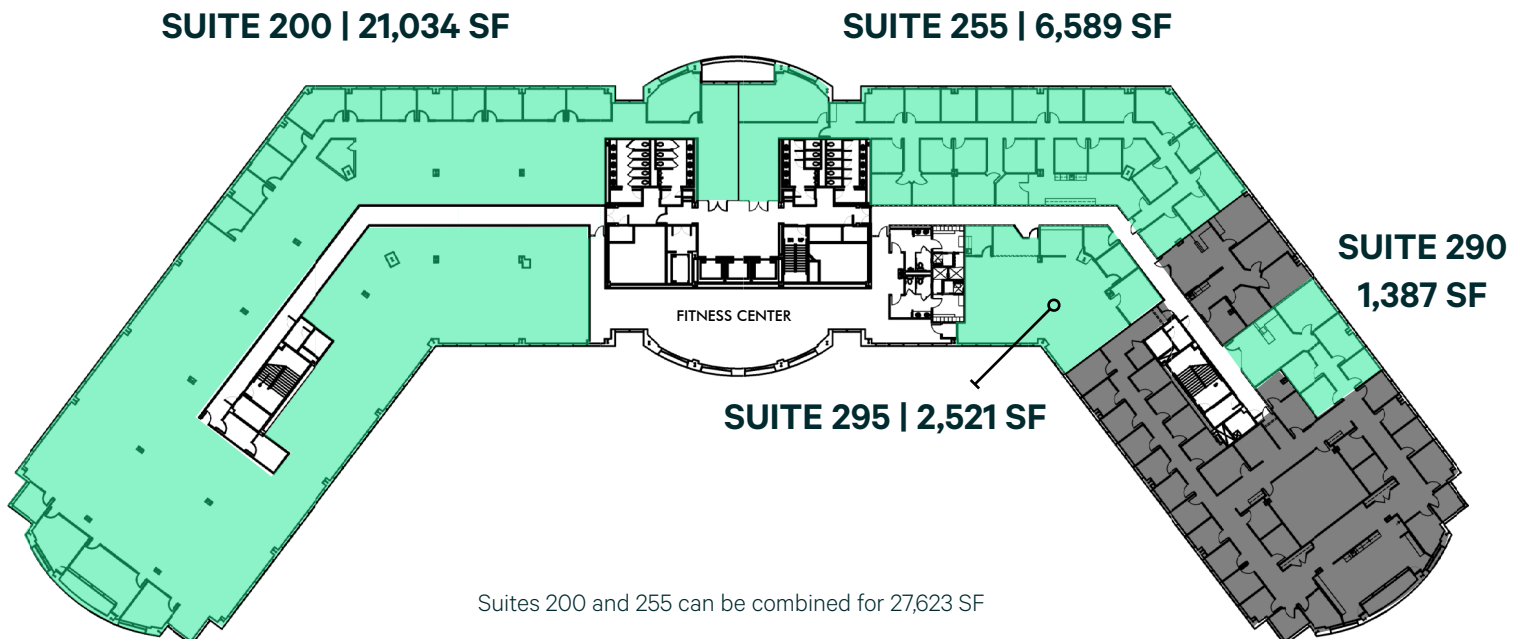 SUITE 200 | 21,034 SF
SUITE 255 | 6,589 SF
SUITE 290
1,387 SF
FITNESS CENTER
SUITE 295 | 2,521 SF
Suites 200 and 255 can be combined for 27,623 SF